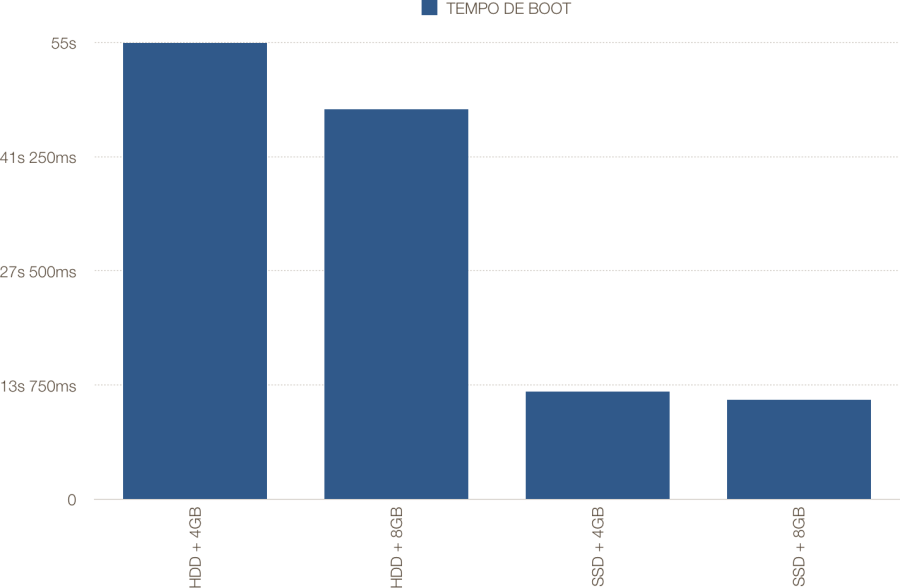 TEMPO DE BOOT
55s
41s 250ms
27s 500ms
13s 750ms
0
HDD + 4GB
HDD + 8GB
SSD + 4GB
SSD + 8GB